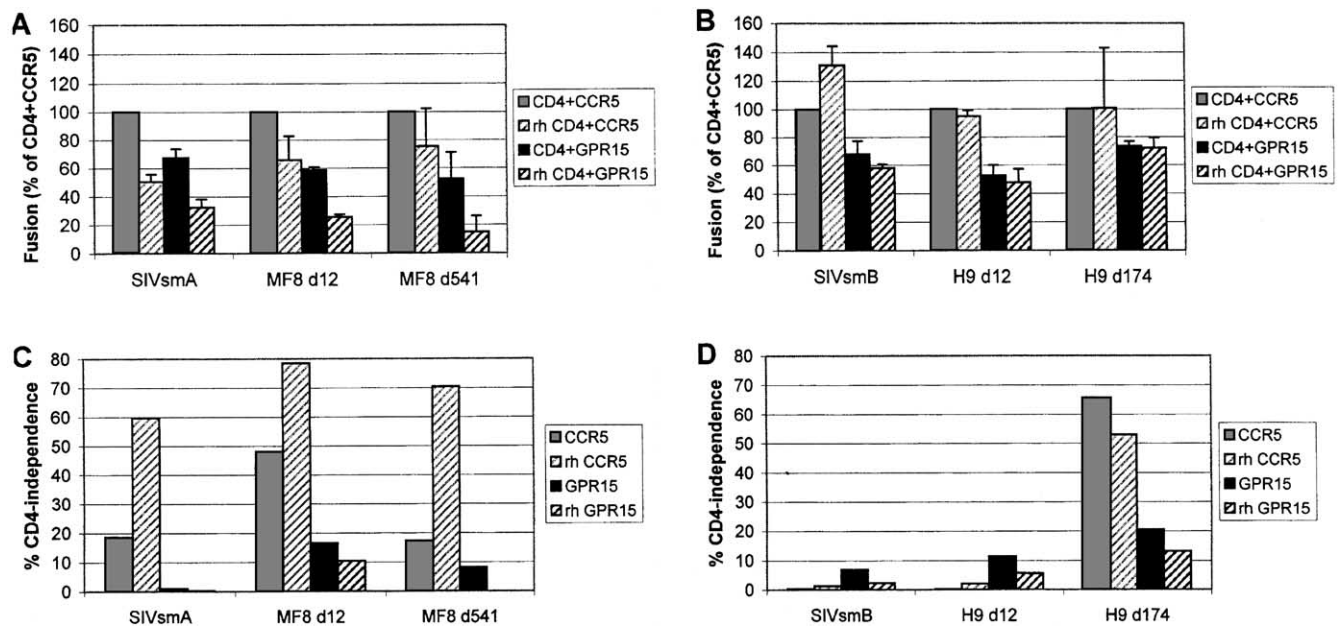 A
Fusion (% of CD4+CCR5)
160
140
120
100
80
60
40
20
0
SIVsmA
MF8 d12
MF8 d541
CD4+CCR5
rh CD4+CCR5
CD4+GPR15
rh CD4+GPR15
B
Fusion (% of CD4+CCR5)
160
140
120
100
80
60
40
20
0
SIVsmB
H9 d12
H9 d174
CD4+CCR5
rh CD4+CCR5
CD4+GPR15
rh CD4+GPR15
C
% CD4-independence
80
70
60
50
40
30
20
10
0
SIVsmA
MF8 d12
MF8 d541
CCR5
rh CCR5
GPR15
rh GPR15
D
% CD4-independence
80
70
60
50
40
30
20
10
0
SIVsmB
H9 d12
H9 d174
CCR5
rh CCR5
GPR15
rh GPR15